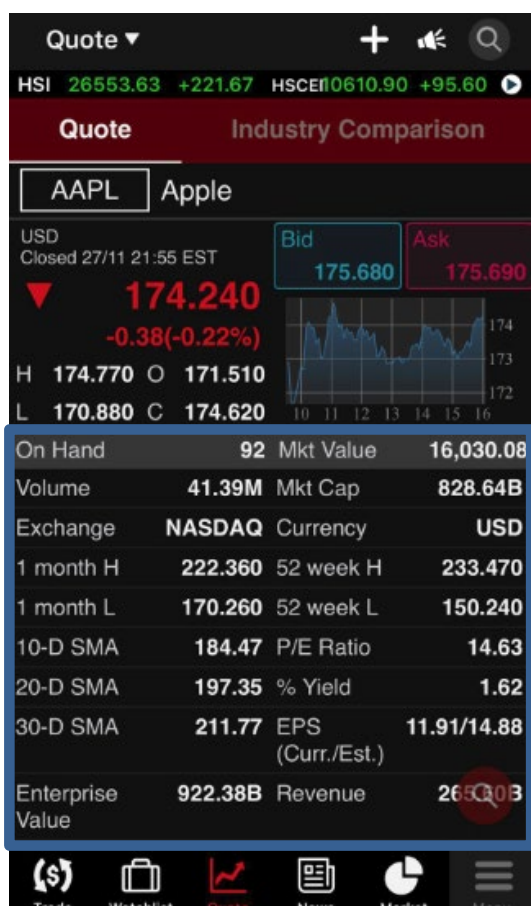 Quote ▼
HSI 26553.63 +221.67 HSCEI 10610.90 +95.60
Quote Industry Comparison
AAPL Apple
USD
Closed 27/11 21:55 EST
Bid Ask
175.680 175.690
▼ 174.240
-0.38(-0.22%)
H 174.770 O 171.510
L 170.880 C 174.620
174
173
172
10 11 12 13 14 15 16
On Hand 92 Mkt Value 16,030.08
Volume 41.39M Mkt Cap 828.64B
Exchange NASDAQ Currency USD
1 month H 222.360 52 week H 233.470
1 month L 170.260 52 week L 150.240
10-D SMA 184.47 P/E Ratio 14.63
20-D SMA 197.35 % Yield 1.62
30-D SMA 211.77 EPS 11.91/14.88
(Curr./Est.)
Enterprise 922.38B Revenue
Value
Trade Watchlist Quote News Market Menu